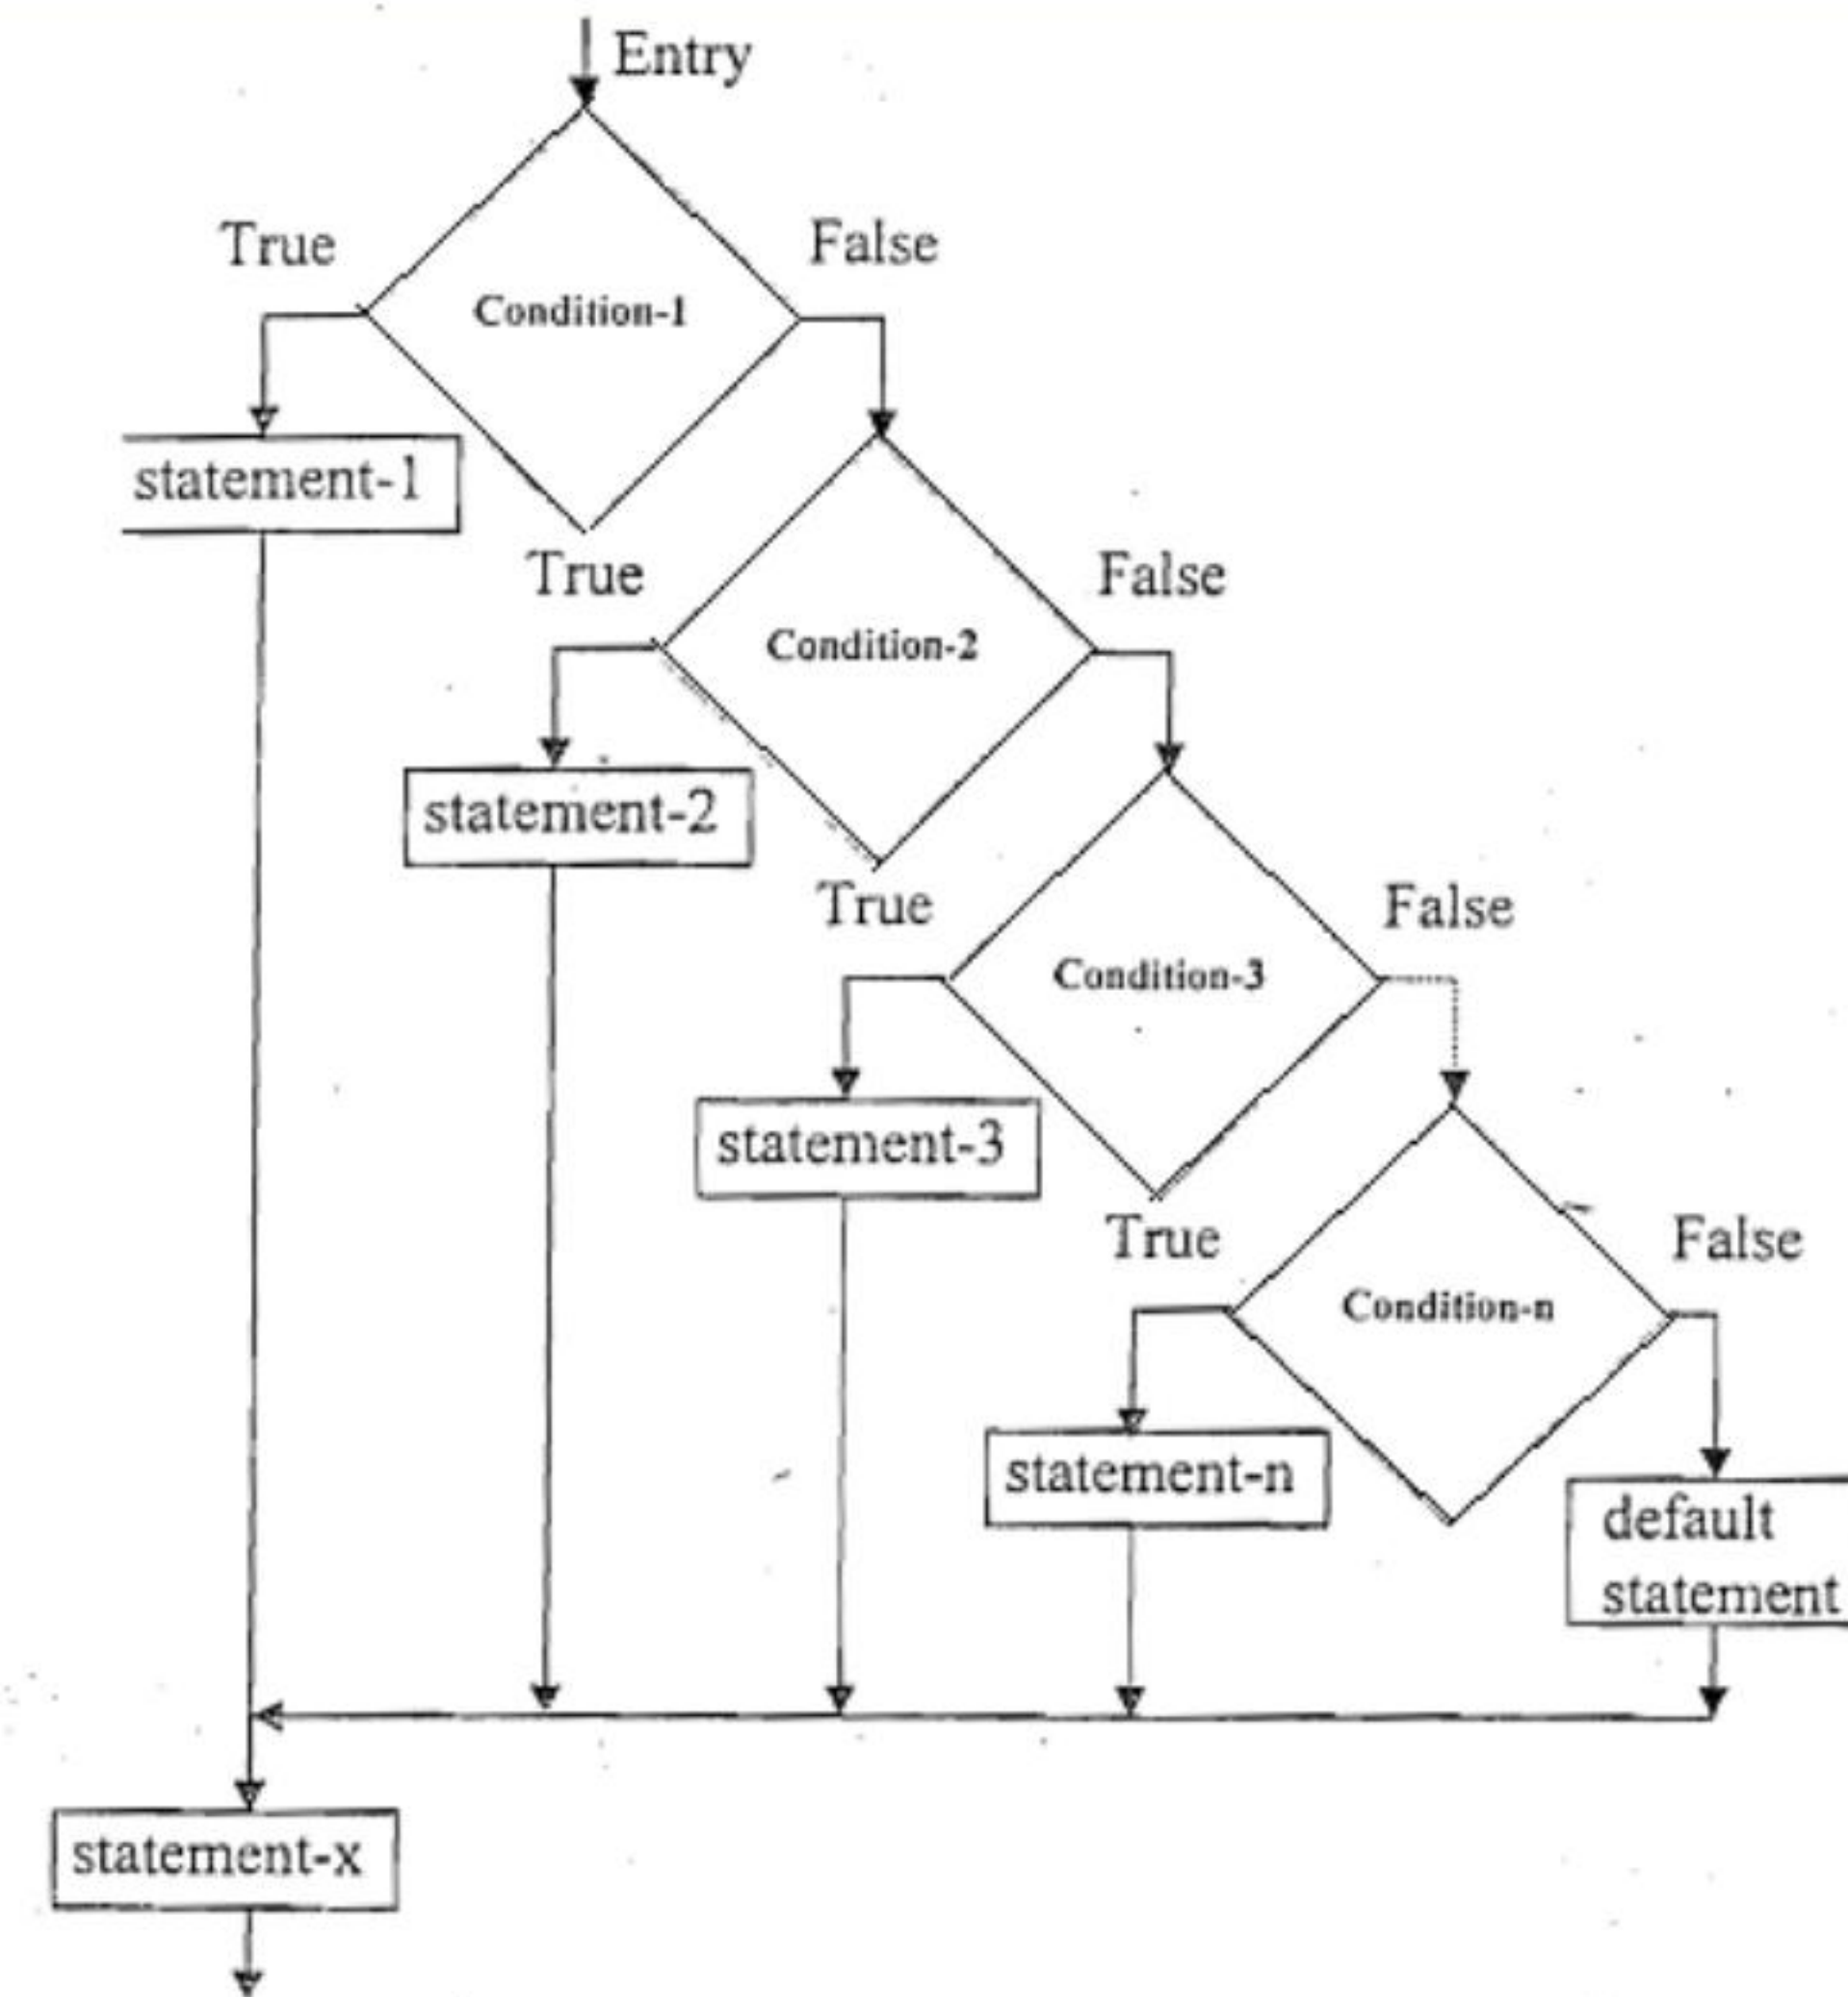 Entry
True
False
Condition-1
statement-1
True
False
Condition-2
statement-2
True
False
Condition-3
statement-3
True
False
Condition-n
statement-n
default
statement
statement-x